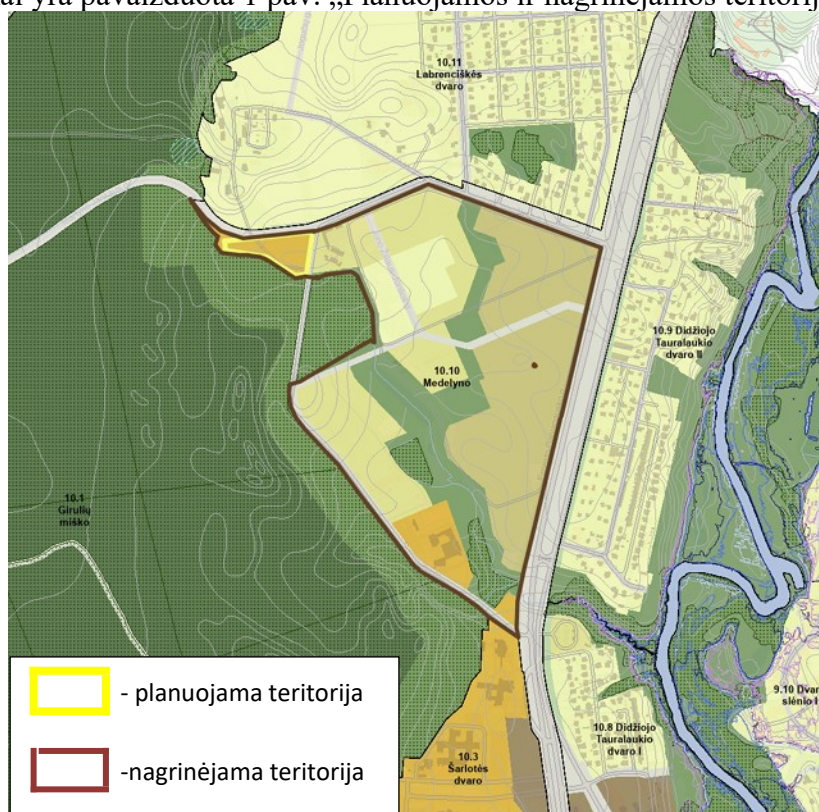 yra pavaizduota 1 pav. „Planuojamos ir nagrinėjamos teritorij
10.11
Labrenciškės
dvaro
10.9 Didžiojo
Tauralaukio
dvaro II
10.10
Medelyno
10.1
Girulių
miško
- planuojama teritorija
-nagrinėjama teritorija
10.3
Šarlotės
dvaro
10.8 Didžiojo
Tauralaukio
dvaro I
9.10 Dvar
slėnio I